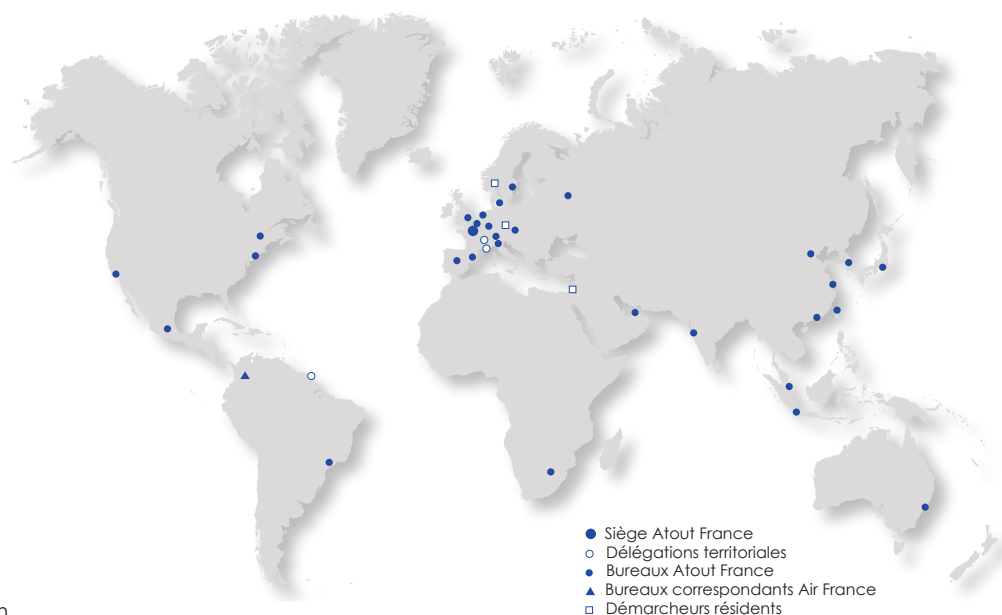 Siège Atout France
Délégations territoriales
Bureaux Atout France
Bureaux correspondants Air France
Démarcheurs résidents
n